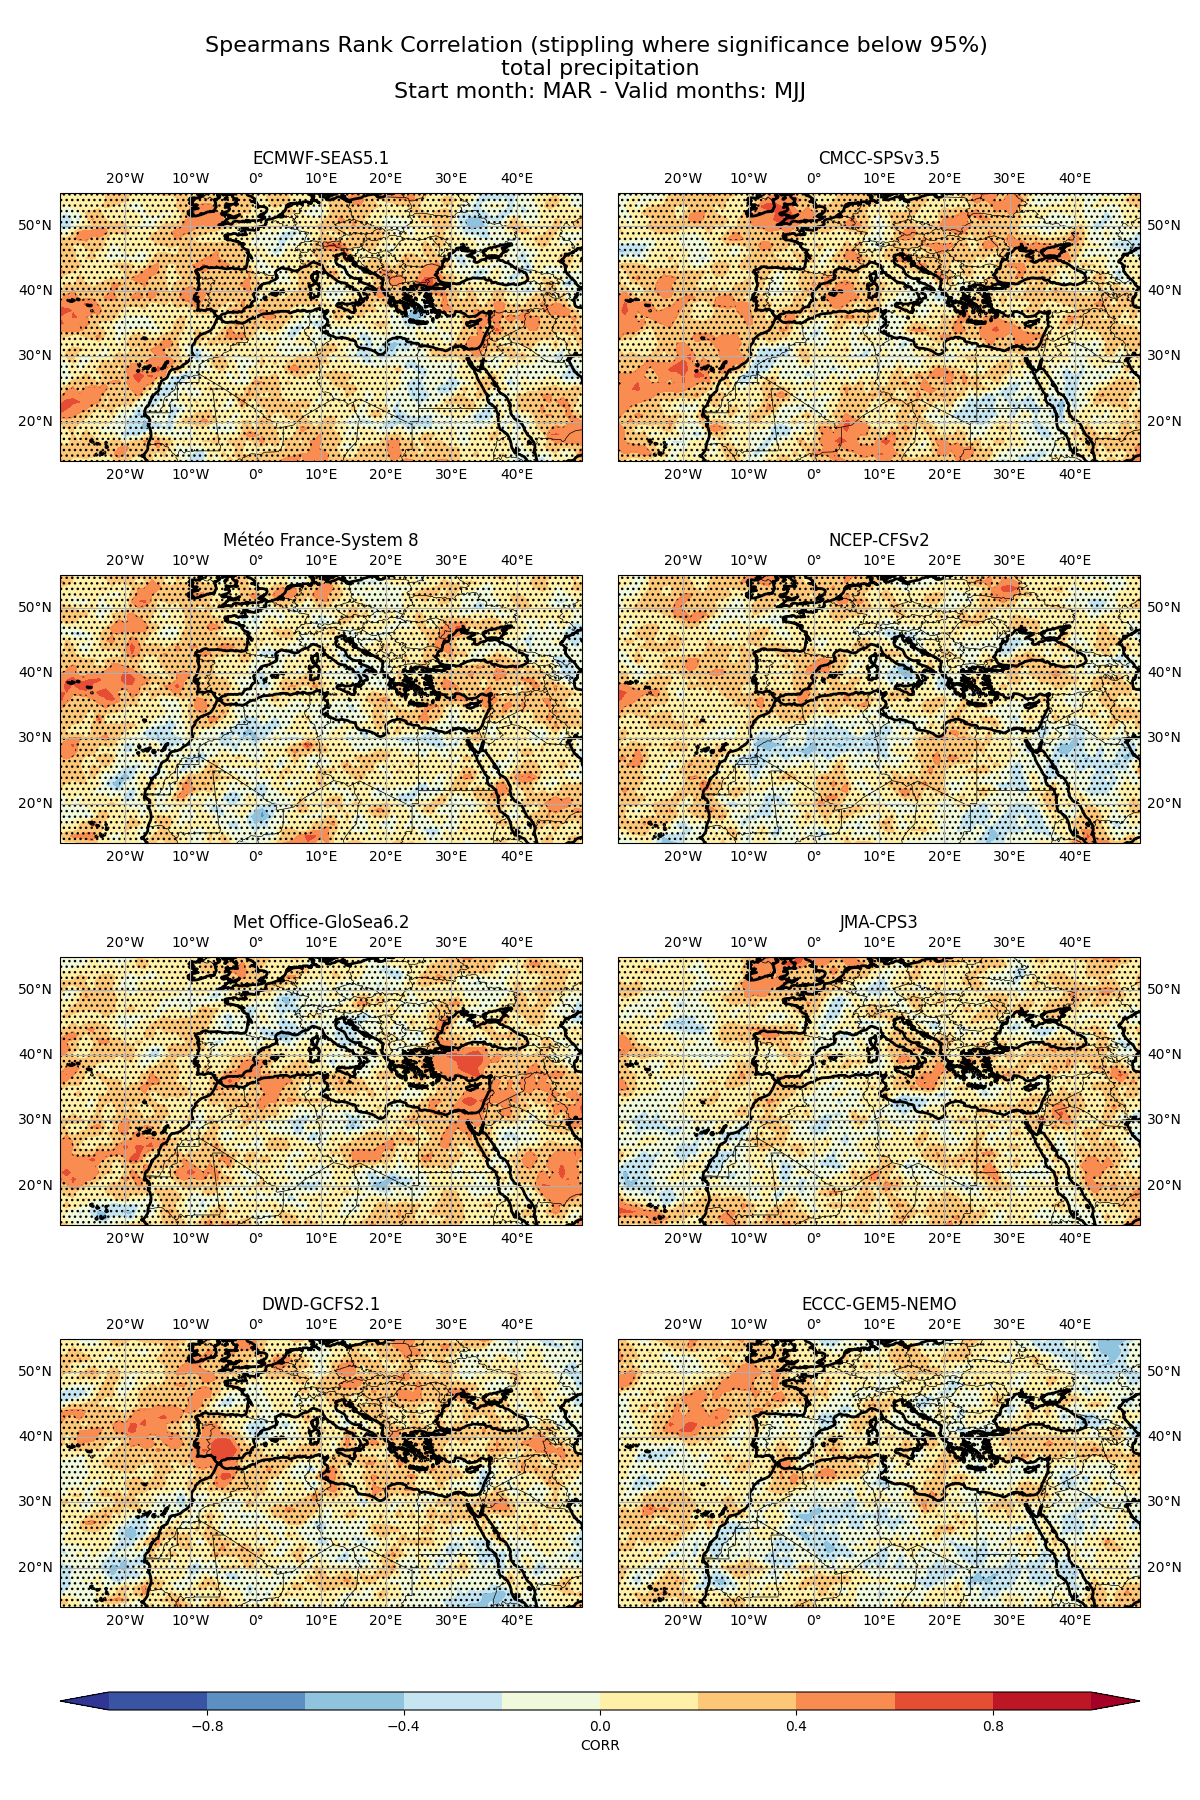 Spearmans Rank Correlation (stippling where significance below 95%)
total precipitation
Start month: MAR - Valid months: MJJ
ECMWF-SEAS5.1
20°W 10°W 0° 10°E 20°E 30°E 40°E
50°N
40°N
30°N
20°N
20°W 10°W 0° 10°E 20°E 30°E 40°E
CMCC-SPSv3.5
20°W 10°W 0° 10°E 20°E 30°E 40°E
50°N
40°N
30°N
20°N
20°W 10°W 0° 10°E 20°E 30°E 40°E
Météo France-System 8
20°W 10°W 0° 10°E 20°E 30°E 40°E
50°N
40°N
30°N
20°N
20°W 10°W 0° 10°E 20°E 30°E 40°E
NCEP-CFSv2
20°W 10°W 0° 10°E 20°E 30°E 40°E
50°N
40°N
30°N
20°N
20°W 10°W 0° 10°E 20°E 30°E 40°E
Met Office-GloSea6.2
20°W 10°W 0° 10°E 20°E 30°E 40°E
50°N
40°N
30°N
20°N
20°W 10°W 0° 10°E 20°E 30°E 40°E
JMA-CPS3
20°W 10°W 0° 10°E 20°E 30°E 40°E
50°N
40°N
30°N
20°N
20°W 10°W 0° 10°E 20°E 30°E 40°E
DWD-GCFS2.1
20°W 10°W 0° 10°E 20°E 30°E 40°E
50°N
40°N
30°N
20°N
20°W 10°W 0° 10°E 20°E 30°E 40°E
ECCC-GEM5-NEMO
20°W 10°W 0° 10°E 20°E 30°E 40°E
50°N
40°N
30°N
20°N
20°W 10°W 0° 10°E 20°E 30°E 40°E
−0.8 −0.4 0.0 0.4 0.8
CORR